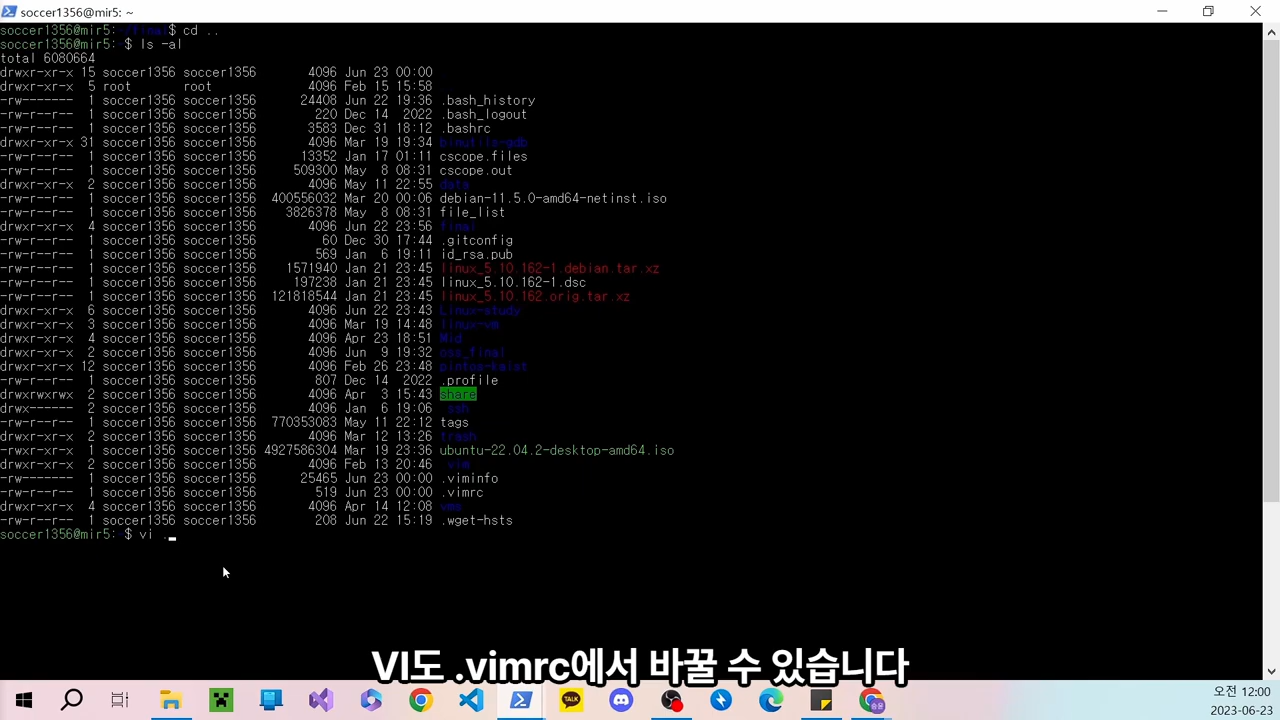 soccer1356@mir5: ~
soccer1356@mir5:~/final$ cd ..
soccer1356@mir5:~$ ls -al
total 6080664
drwxr-xr-x 15 soccer1356 soccer1356       4096 Jun 23 00:00
drwxr-xr-x  5 root       root             4096 Feb 15 15:58
-rw-------  1 soccer1356 soccer1356      24408 Jun 22 19:36 .bash_history
-rw-r--r--  1 soccer1356 soccer1356        220 Dec 14  2022 .bash_logout
-rw-r--r--  1 soccer1356 soccer1356       3583 Dec 31 18:12 .bashrc
drwxr-xr-x 31 soccer1356 soccer1356       4096 Mar 19 19:34 binutils-gdb
-rw-r--r--  1 soccer1356 soccer1356      13352 Jan 17 01:11 cscope.files
-rw-r--r--  1 soccer1356 soccer1356     509300 May  8 08:31 cscope.out
drwxr-xr-x  2 soccer1356 soccer1356       4096 May 11 22:55 data
-rw-r--r--  1 soccer1356 soccer1356  400556032 Mar 20 00:06 debian-11.5.0-amd64-netinst.iso
-rw-r--r--  1 soccer1356 soccer1356    3826378 May  8 08:31 file_list
drwxr-xr-x  4 soccer1356 soccer1356       4096 Jun 22 23:56 final
-rw-r--r--  1 soccer1356 soccer1356         60 Dec 30 17:44 .gitconfig
-rw-r--r--  1 soccer1356 soccer1356        569 Jan  6 19:11 id_rsa.pub
-rw-r--r--  1 soccer1356 soccer1356    1571940 Jan 21 23:45 linux_5.10.162-1.debian.tar.xz
-rw-r--r--  1 soccer1356 soccer1356     197238 Jan 21 23:45 linux_5.10.162-1.dsc
-rw-r--r--  1 soccer1356 soccer1356  121818544 Jan 21 23:45 linux_5.10.162.orig.tar.xz
drwxr-xr-x  6 soccer1356 soccer1356       4096 Jun 22 23:43 Linux-study
drwxr-xr-x  3 soccer1356 soccer1356       4096 Mar 19 14:48 linux-vm
drwxr-xr-x  4 soccer1356 soccer1356       4096 Apr 23 18:51 Mid
drwxr-xr-x  2 soccer1356 soccer1356       4096 Jun  9 19:32 oss_final
drwxr-xr-x 12 soccer1356 soccer1356       4096 Feb 26 23:48 pintos-kaist
-rw-r--r--  1 soccer1356 soccer1356        807 Dec 14  2022 .profile
drwxrwxrwx  2 soccer1356 soccer1356       4096 Apr  3 15:43 share
drwx------  2 soccer1356 soccer1356       4096 Jan  6 19:06 .ssh
-rw-r--r--  1 soccer1356 soccer1356  770353083 May 11 22:12 tags
drwxr-xr-x  2 soccer1356 soccer1356       4096 Mar 12 13:26 trash
-rwxr-xr-x  1 soccer1356 soccer1356 4927586304 Mar 19 23:36 ubuntu-22.04.2-desktop-amd64.iso
drwxr-xr-x  2 soccer1356 soccer1356       4096 Feb 13 20:46 .vim
-rw-------  1 soccer1356 soccer1356      25465 Jun 23 00:00 .viminfo
-rw-r--r--  1 soccer1356 soccer1356        519 Jun 23 00:00 .vimrc
drwxr-xr-x  4 soccer1356 soccer1356       4096 Apr 14 12:08 vms
-rw-r--r--  1 soccer1356 soccer1356        208 Jun 22 15:19 .wget-hsts
soccer1356@mir5:~$ vi ._
VI도 .vimrc에서 바꿀 수 있습니다
TALK
오전 12:00
2023-06-23